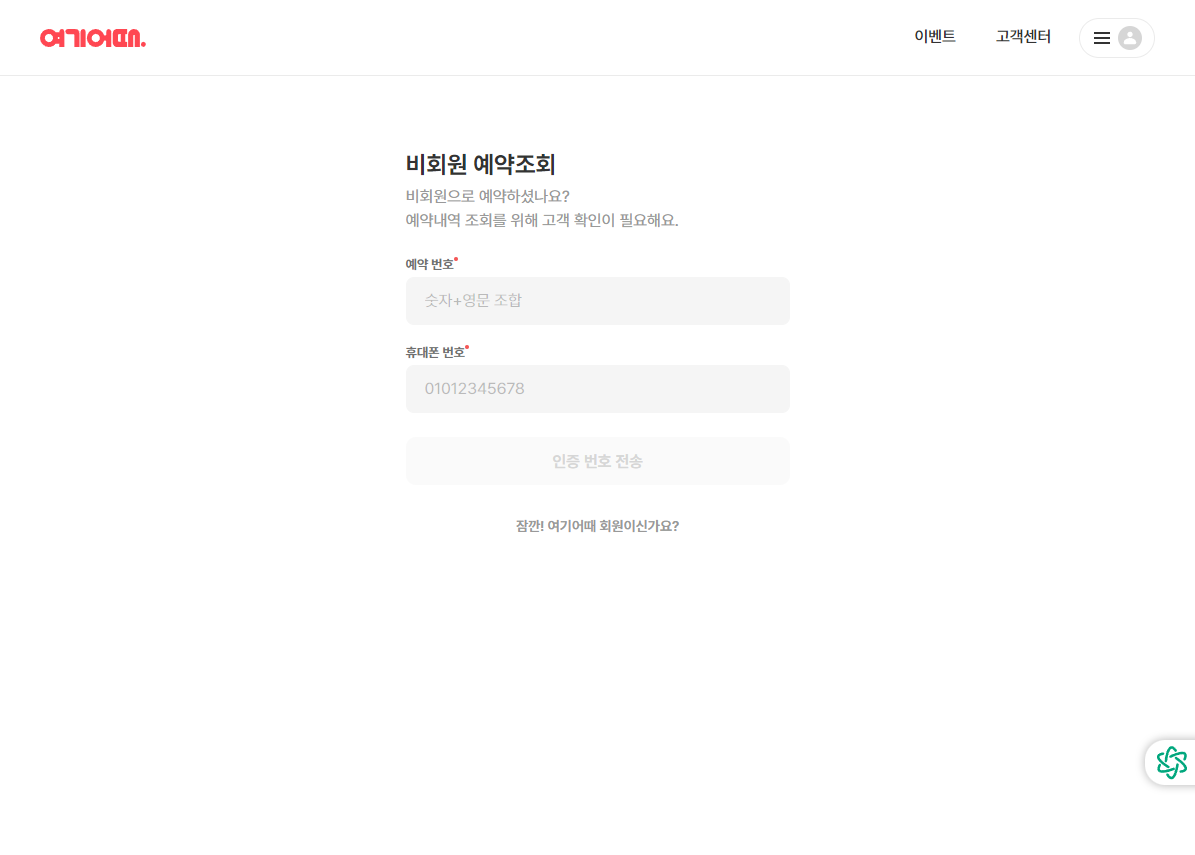 여기어때.
이벤트
고객센터
비회원 예약조회
비회원으로 예약하셨나요?
예약내역 조회를 위해 고객 확인이 필요해요.
예약 번호
숫자+영문 조합
휴대폰 번호
01012345678
인증 번호 전송
잠깐! 여기어때 회원이신가요?